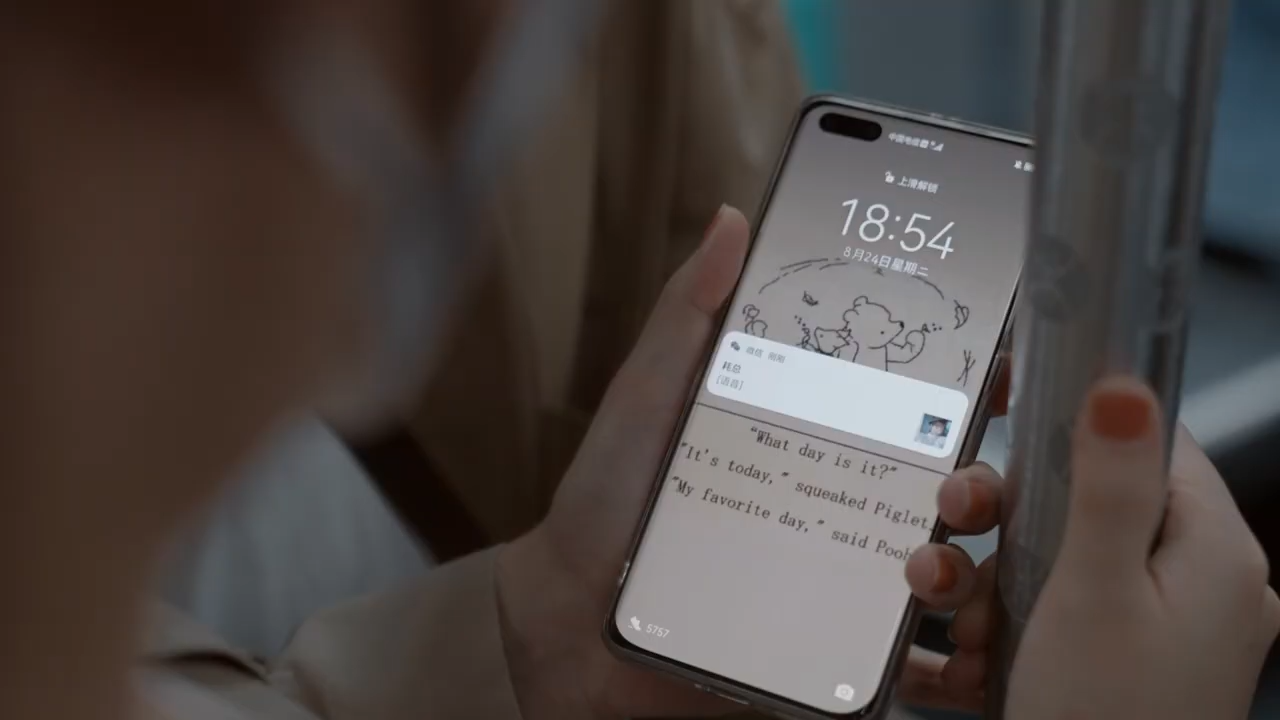 中国电信
上滑解锁
18:54
8月24日星期二
微信 刚刚
耗总
[语音]
"What day is it?"
"It's today," squeaked Piglet,
"My favorite day," said Pooh
5757